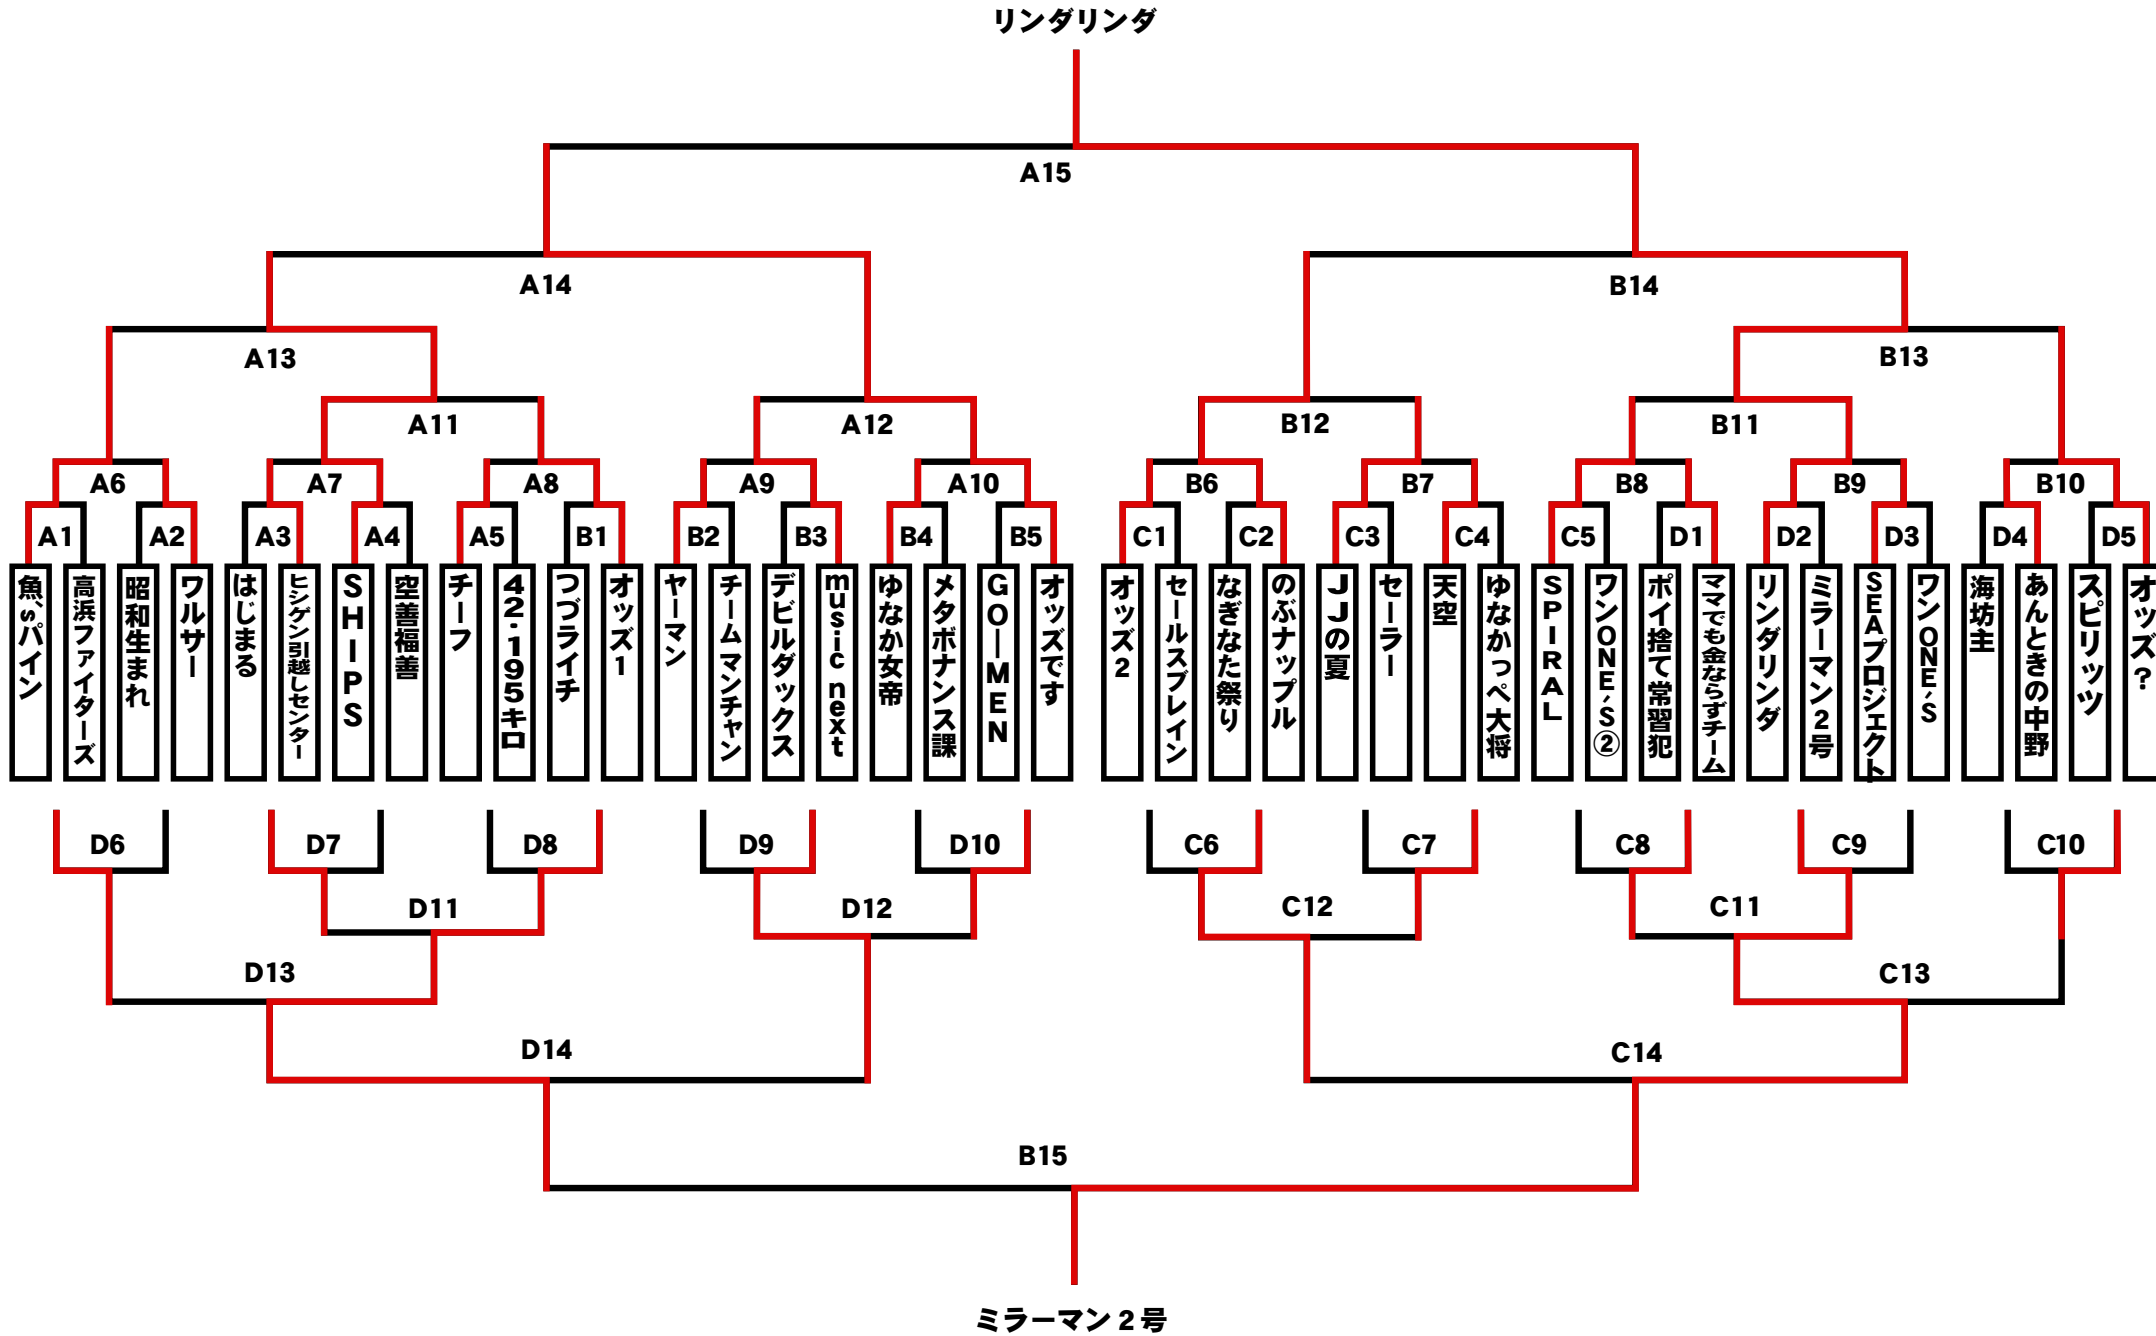 リンダリンダ
A15
A14
B14
A13
B13
A11
A12
B12
B11
A6
A7
A8
A9
A10
B6
B7
B8
B9
B10
A1
A2
A3
A4
A5
B1
B2
B3
B4
B5
C1
C2
C3
C4
C5
D1
D2
D3
D4
D5
魚、sパイン
高浜ファイターズ
昭和生まれ
ワルサー
はじまる
ヒシゲン引越しセンター
SHIPS
空善福善
チーフ
42.195キロ
つづライチ
オッズ1
ヤーマン
チームマンチャン
デビルダックス
music next
ゆなか女帝
メタボナンス課
GO—MEN
オッズです
オッズ2
セールスブレイン
なぎなた祭り
のぶナップル
JJの夏
セーラー
天空
ゆなかっぺ大将
SPIRAL
ワンONE′S②
ポイ捨て常習犯
ママでも金ならずチーム
リンダリンダ
ミラーマン2号
SEAプロジェクト
ワンONE′S
海坊主
あんときの中野
スピリッツ
オッズ?
D6
D7
D8
D9
D10
C6
C7
C8
C9
C10
D11
D12
C12
C11
D13
C13
D14
C14
B15
ミラーマン2号